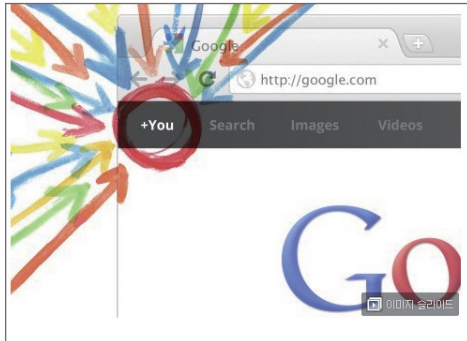 Google
http://google.com
+You Search Images Videos
Go
이미지 슬라이드